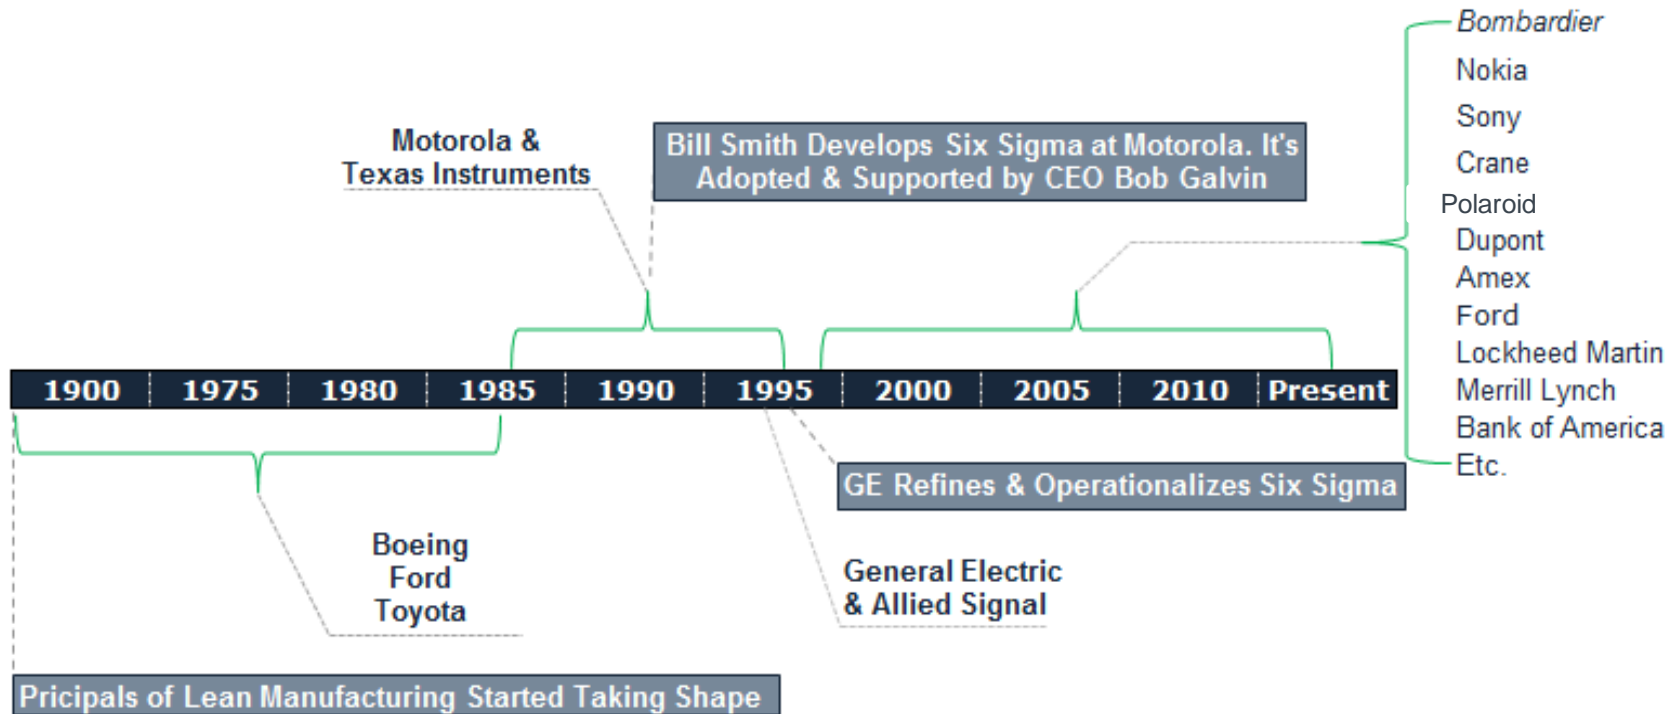 Bombardier
Nokia
Sony
Crane
Polaroid
Dupont
Amex
Ford
Lockheed Martin
Merrill Lynch
Bank of America
Etc.
Motorola &
Texas Instruments
Bill Smith Develops Six Sigma at Motorola. It's
Adopted & Supported by CEO Bob Galvin
1900 1975 1980 1985 1990 1995 2000 2005 2010 Present
GE Refines & Operationalizes Six Sigma
Boeing
Ford
Toyota
General Electric
& Allied Signal
Pricipals of Lean Manufacturing Started Taking Shape